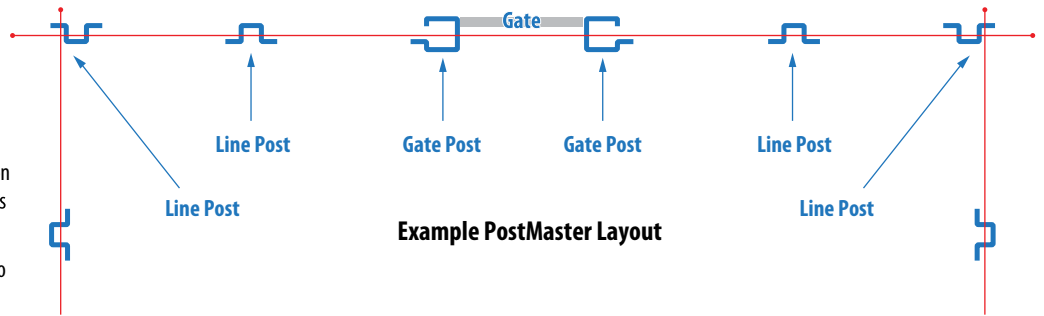 Gate
Line Post
Gate Post
Gate Post
Line Post
n
s
Line Post
Line Post
Example PostMaster Layout
o